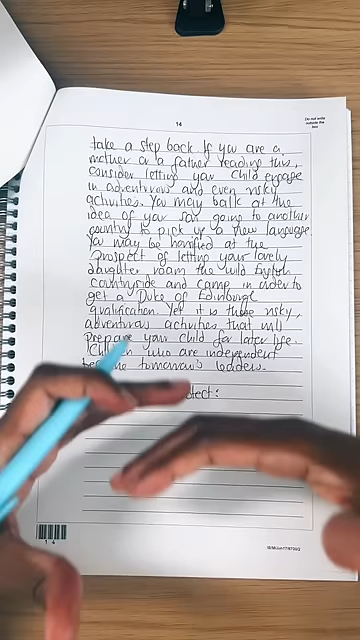 14
Do not write
outside the
box
take a step back. If you are a
mother or a father reading this,
consider letting your child engage
in adventrous and even risky
activities. You may balk at the
idea of your son going to another
country to pick up a new language.
You may be horrified at the
prospect of letting your lovely
daughter roam the wild English
countryside and camp in order to
get a Duke of Edinburgh
qualification. Yet it is these risky,
adventrous activities that will
prepare your child for later life.
Children who are independent
become tomorrow's leaders.